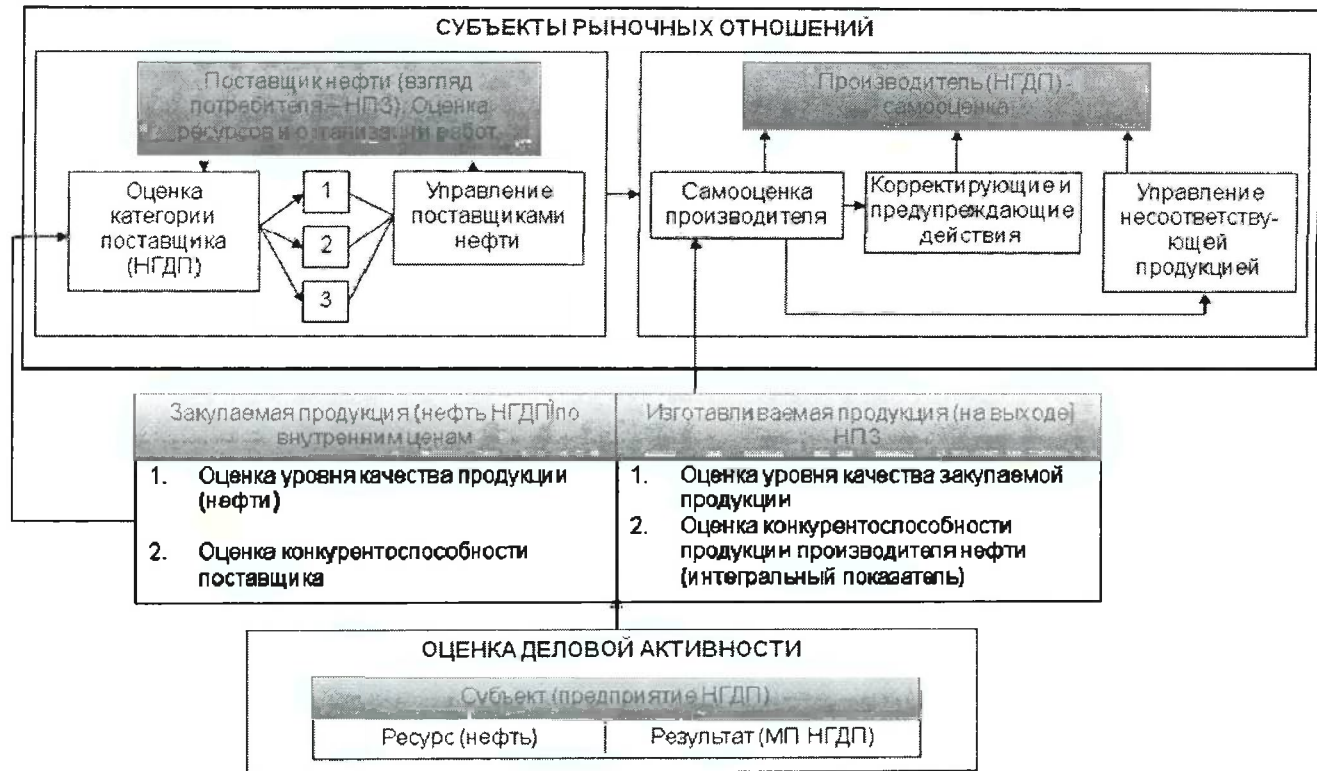 СУБЪЕКТЫ РЫНОЧНЫХ ОТНОШЕНИЙ
Поставщик нефти (взгляд
потребителя – НПЗ). Оценка
ресурсов и организации работ
Оценка
категории
поставщика
(НГДП)
1
2
3
Управление
поставщиками
нефти
Производитель (НГДП) -
самооценка
Самооценка
производителя
Корректирующие и
предупреждающие
действия
Управление
несоответству-
ющей
продукцией
Закупаемая продукция (нефть НГДП) по
внутренним ценам
1. Оценка уровня качества продукции
(нефти)
2. Оценка конкурентоспособности
поставщика
Изготавливаемая продукция (на выходе)
НПЗ
1. Оценка уровня качества закупаемой
продукции
2. Оценка конкурентоспособности
продукции производителя нефти
(интегральный показатель)
ОЦЕНКА ДЕЛОВОЙ АКТИВНОСТИ
Субъект (предприятие НГДП)
Ресурс (нефть)
Результат (МП НГДП)